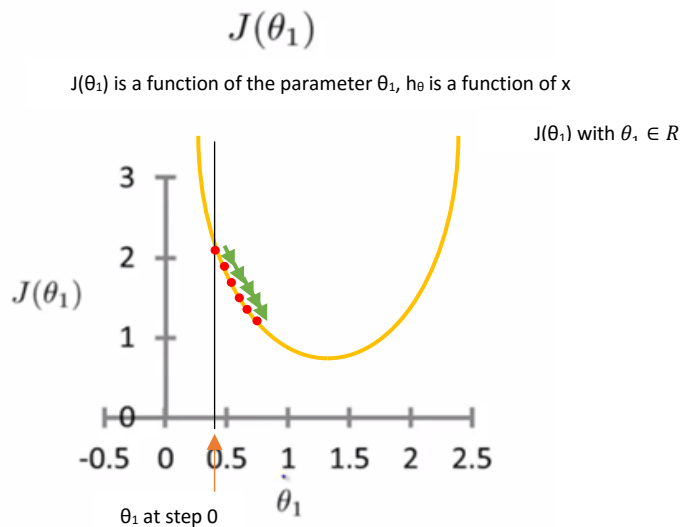 J(θ₁)
J(θ₁) is a function of the parameter θ₁, hθ is a function of x
J(θ₁) with θ₁ ∈ R
3
2
J(θ₁)
1
0
-0.5 0 0.5 1 1.5 2 2.5
θ₁
θ₁ at step 0